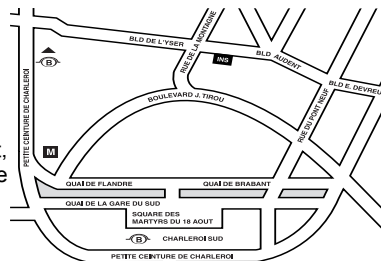 BLD DE L'YSER
RUE DE LA MONTAGNE
INS
BLD AUDENT
BLD E. DEVREU
B
PETITE CENTURE DE CHARLEROI
BOULEVARD J. TIROU
RUE DU PONT NEUF
M
t,
e
QUAI DE FLANDRE
QUAI DE BRABANT
QUAI DE LA GARE DU SUD
SQUARE DES
MARTYRS DU 18 AOUT
B
CHARLEROI SUD
PETITE CEINTURE DE CHARLEROI